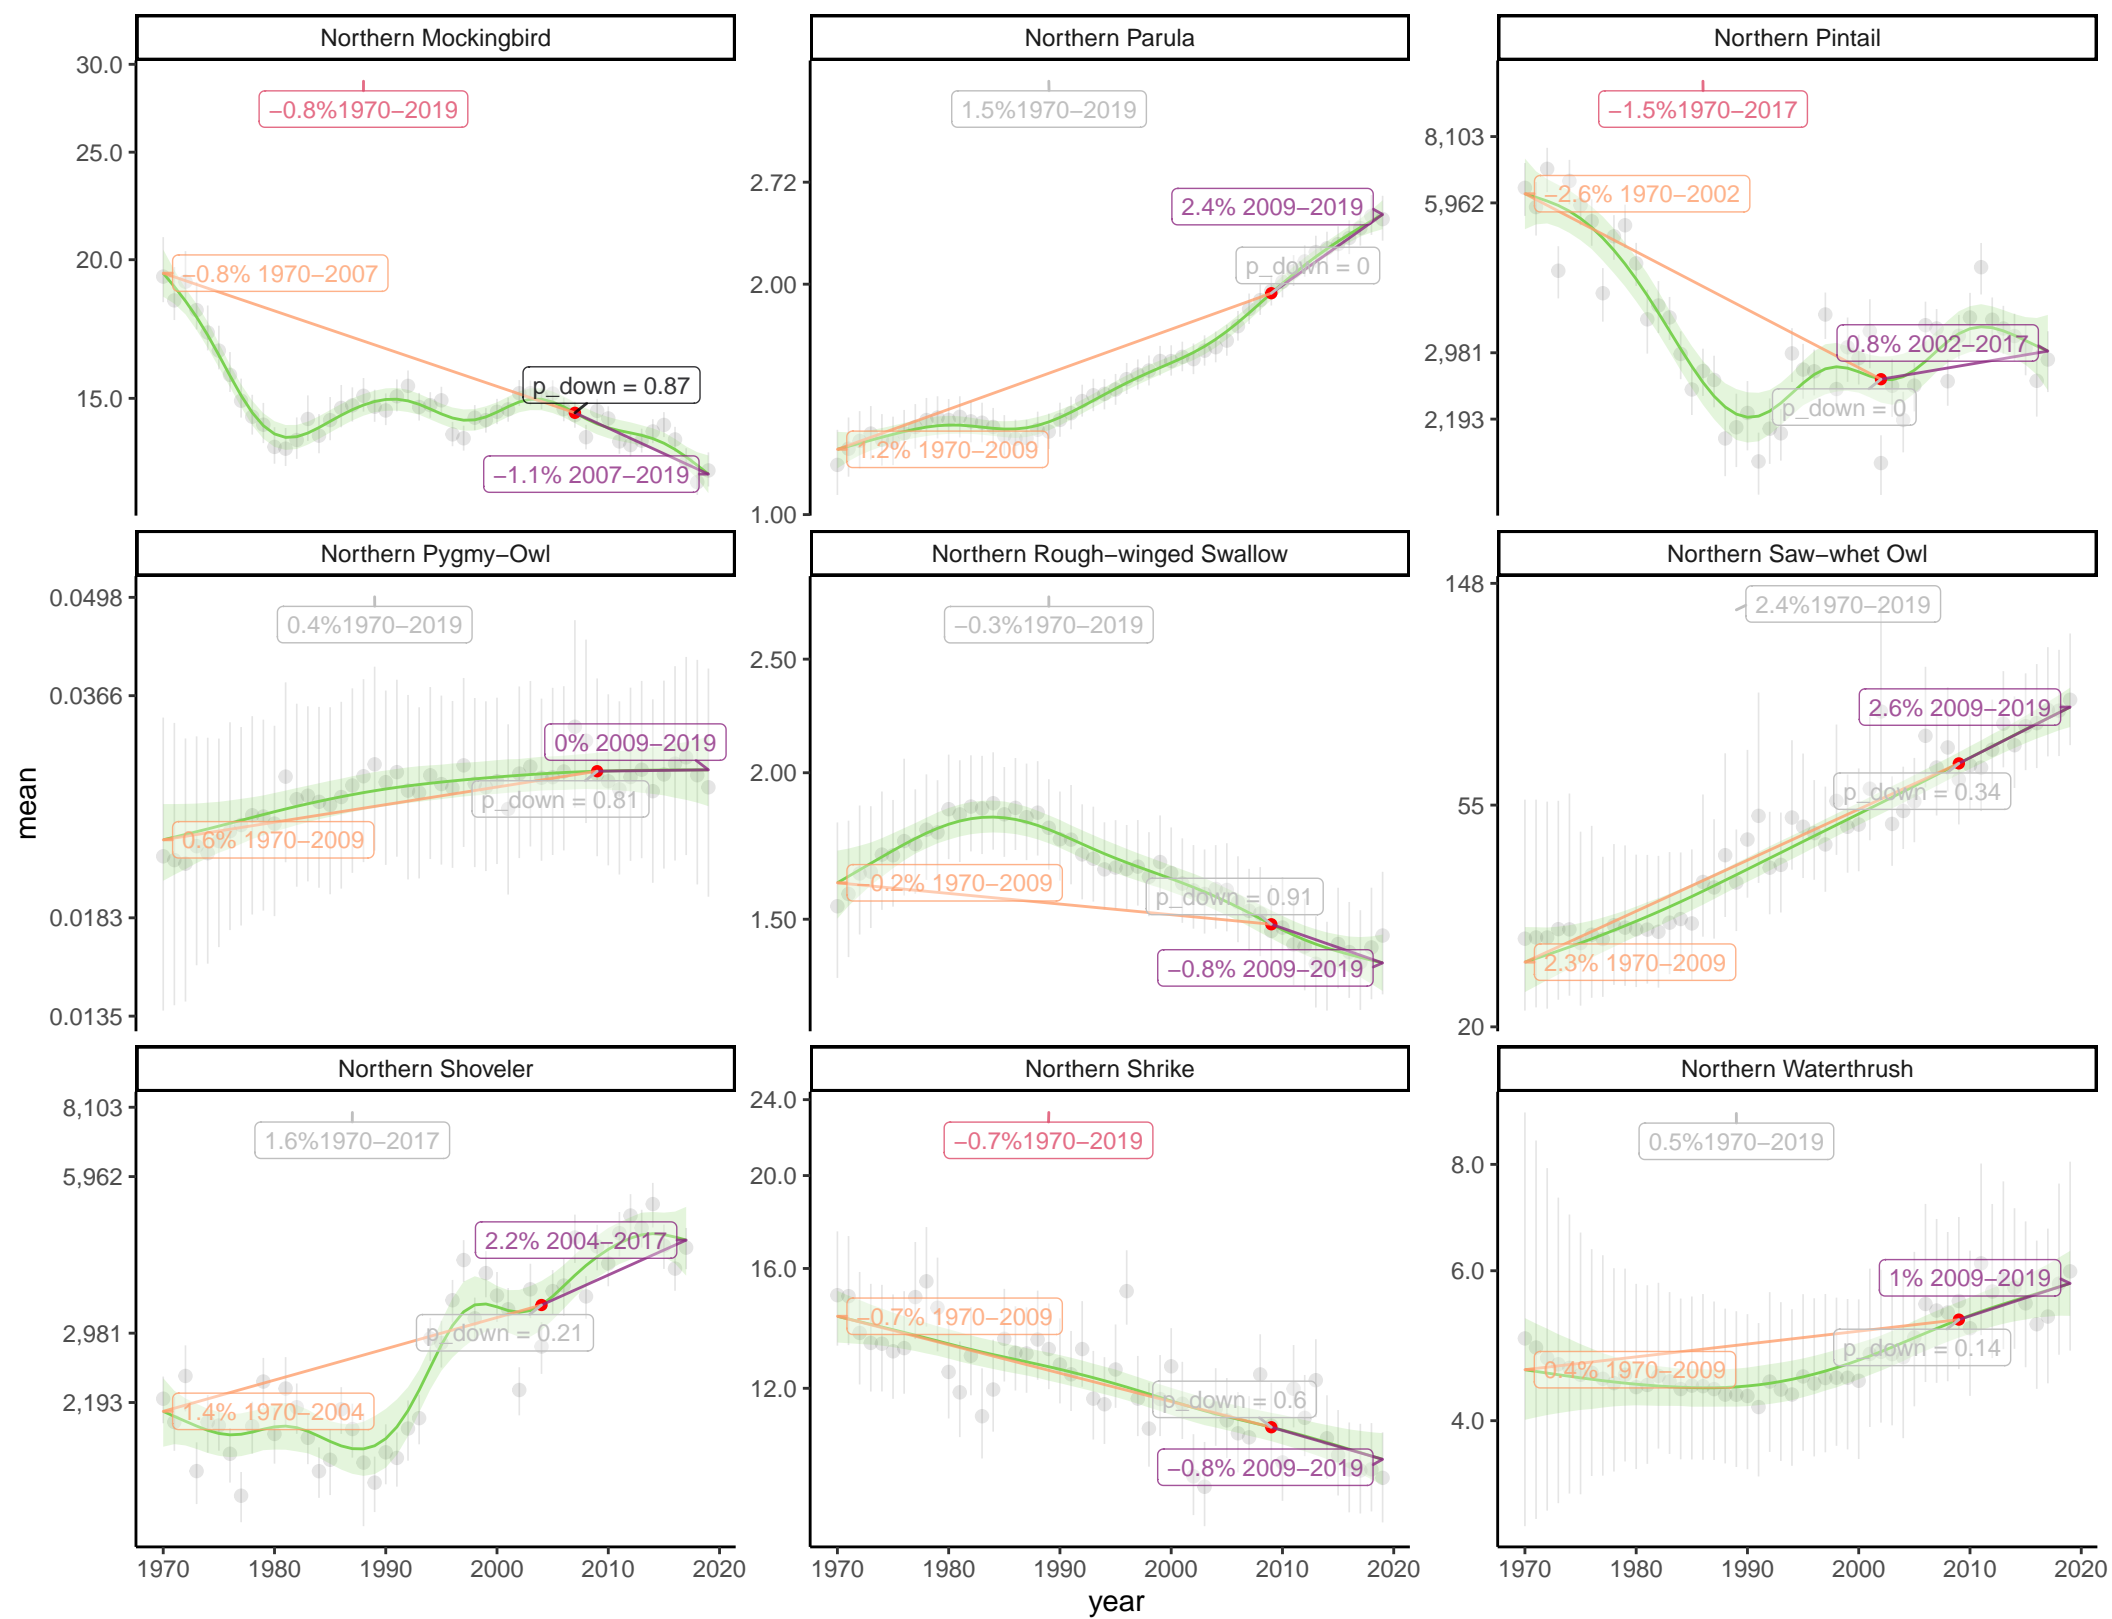 Northern Mockingbird
Northern Parula
Northern Pintail
30.0
25.0
20.0
15.0
−0.8%1970−2019
−0.8% 1970−2007
p_down = 0.87
−1.1% 2007−2019
2.72
2.00
1.00
1.5%1970−2019
2.4% 2009−2019
p_down = 0
1.2% 1970−2009
8,103
5,962
2,981
2,193
−1.5%1970−2017
−2.6% 1970−2002
0.8% 2002−2017
p_down = 0
Northern Pygmy−Owl
Northern Rough−winged Swallow
Northern Saw−whet Owl
mean
0.0498
0.0366
0.0183
0.0135
0.4%1970−2019
0% 2009−2019
p_down = 0.81
0.6% 1970−2009
2.50
2.00
1.50
−0.3%1970−2019
−0.2% 1970−2009
p_down = 0.91
−0.8% 2009−2019
148
55
20
2.4%1970−2019
2.6% 2009−2019
p_down = 0.34
2.3% 1970−2009
Northern Shoveler
Northern Shrike
Northern Waterthrush
8,103
5,962
2,981
2,193
1.6%1970−2017
2.2% 2004−2017
p_down = 0.21
1.4% 1970−2004
24.0
20.0
16.0
12.0
−0.7%1970−2019
−0.7% 1970−2009
p_down = 0.6
−0.8% 2009−2019
8.0
6.0
4.0
0.5%1970−2019
1% 2009−2019
p_down = 0.14
0.4% 1970−2009
1970 1980 1990 2000 2010 2020
1970 1980 1990 2000 2010 2020
1970 1980 1990 2000 2010 2020
year